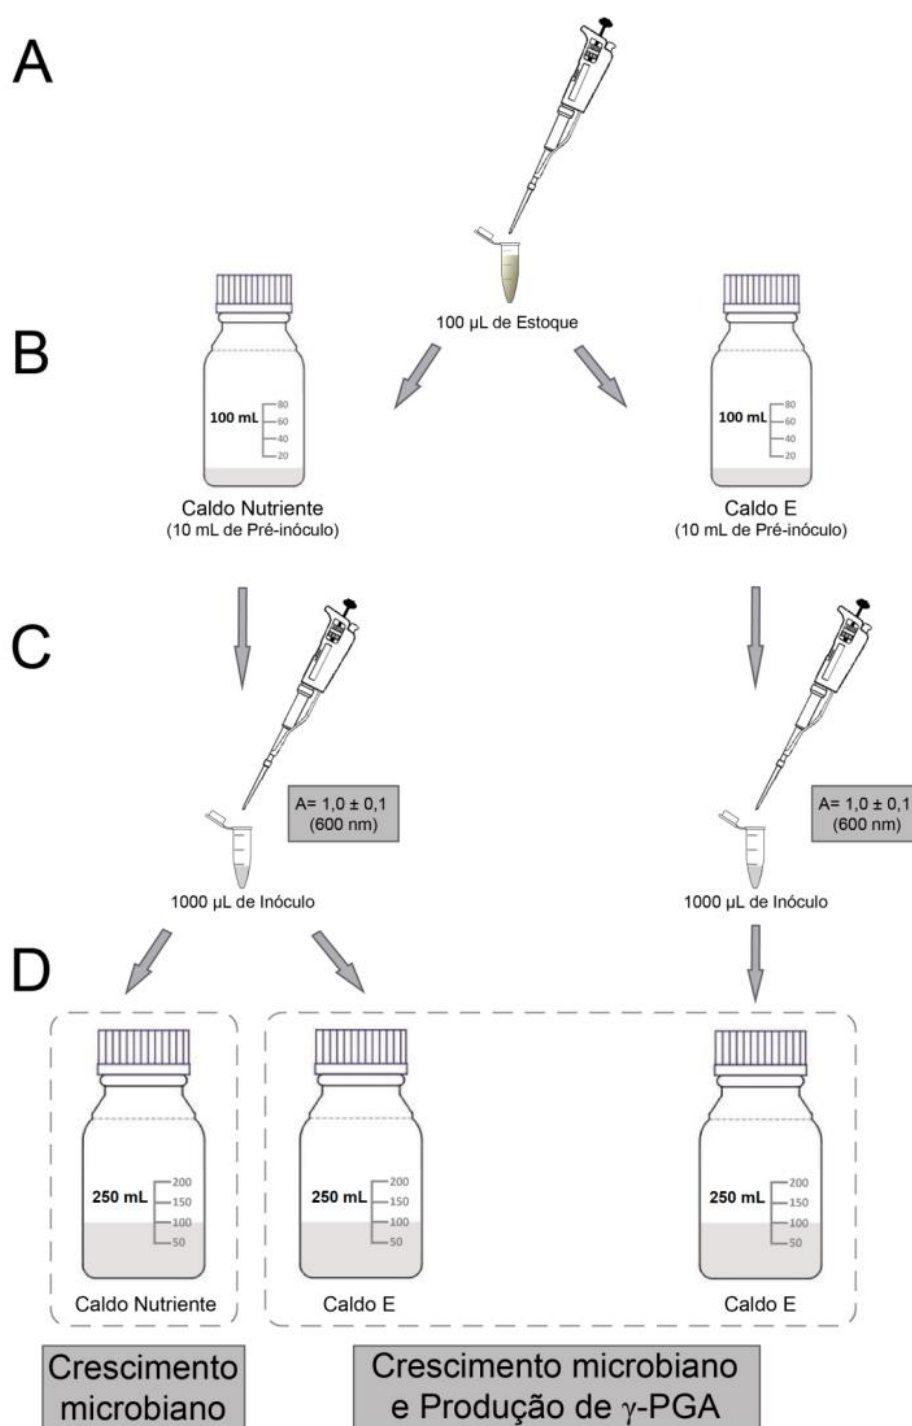 A
100 µL de Estoque
B
100 mL
80
60
40
20
Caldo Nutriente
(10 mL de Pré-inóculo)
100 mL
80
60
40
20
Caldo E
(10 mL de Pré-inóculo)
C
A= 1,0 ± 0,1
(600 nm)
1000 µL de Inóculo
A= 1,0 ± 0,1
(600 nm)
1000 µL de Inóculo
D
250 mL
200
150
100
50
Caldo Nutriente
250 mL
200
150
100
50
Caldo E
250 mL
200
150
100
50
Caldo E
Crescimento
microbiano
Crescimento microbiano
e Produção de γ-PGA